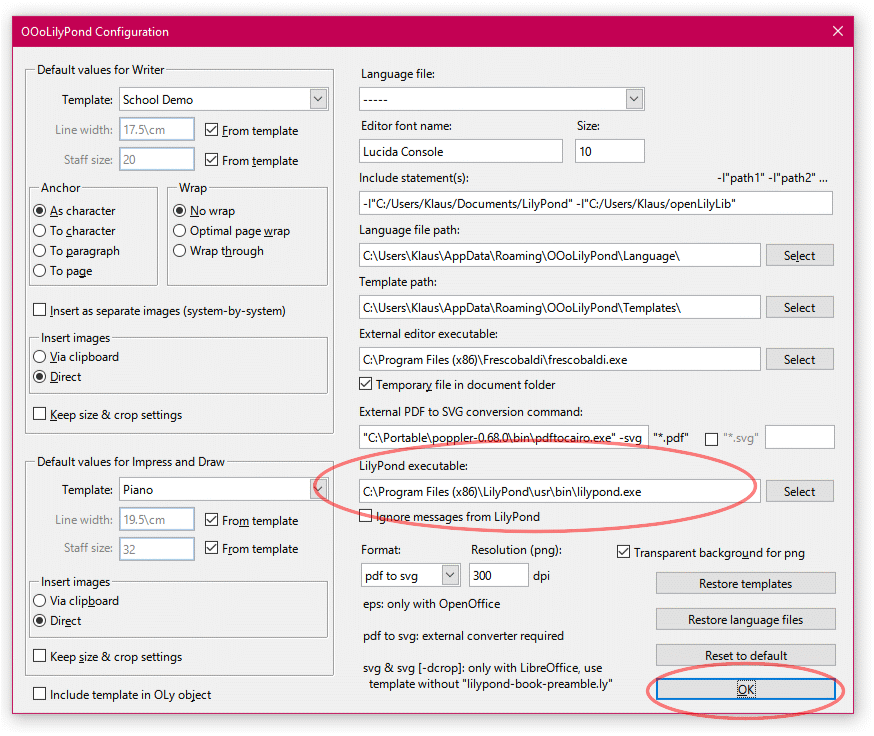 OOoLilyPond Configuration
Default values for Writer
Template: School Demo
Line width: 17.5\cm From template
Staff size: 20 From template
Anchor
As character
To character
To paragraph
To page
Wrap
No wrap
Optimal page wrap
Wrap through
Insert as separate images (system-by-system)
Insert images
Via clipboard
Direct
Keep size & crop settings
Default values for Impress and Draw
Template: Piano
Line width: 19.5\cm From template
Staff size: 32 From template
Insert images
Via clipboard
Direct
Keep size & crop settings
Include template in OLy object
Language file:
-----
Editor font name: Size:
Lucida Console 10
Include statement(s): -I"path1" -I"path2" ...
-I"C:/Users/Klaus/Documents/LilyPond" -I"C:/Users/Klaus/openLilyLib"
Language file path:
C:\Users\Klaus\AppData\Roaming\OOoLilyPond\Language\ Select
Template path:
C:\Users\Klaus\AppData\Roaming\OOoLilyPond\Templates\ Select
External editor executable:
C:\Program Files (x86)\Frescobaldi\frescobaldi.exe Select
Temporary file in document folder
External PDF to SVG conversion command:
"C:\Portable\poppler-0.68.0\bin\pdftocairo.exe" -svg "*.pdf" "*.svg"
LilyPond executable:
C:\Program Files (x86)\LilyPond\usr\bin\lilypond.exe Select
Ignore messages from LilyPond
Format: Resolution (png):
pdf to svg 300 dpi
eps: only with OpenOffice
pdf to svg: external converter required
svg & svg [-dcrop]: only with LibreOffice, use
template without "lilypond-book-preamble.ly"
Transparent background for png
Restore templates
Restore language files
Reset to default
OK